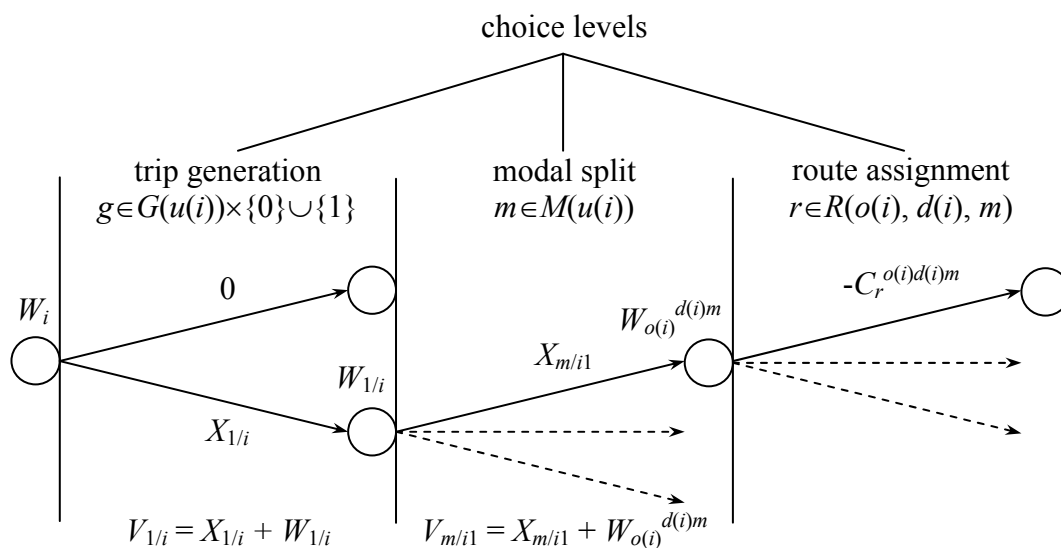 choice levels
trip generation
g∈G(u(i))×{0}∪{1}
modal split
m∈M(u(i))
route assignment
r∈R(o(i), d(i), m)
0
-C_r^{o(i)d(i)m}
W_i
W_{o(i)}^{d(i)m}
X_{m/i1}
W_{1/i}
X_{1/i}
V_{1/i} = X_{1/i} + W_{1/i}
V_{m/i1} = X_{m/i1} + W_{o(i)}^{d(i)m}